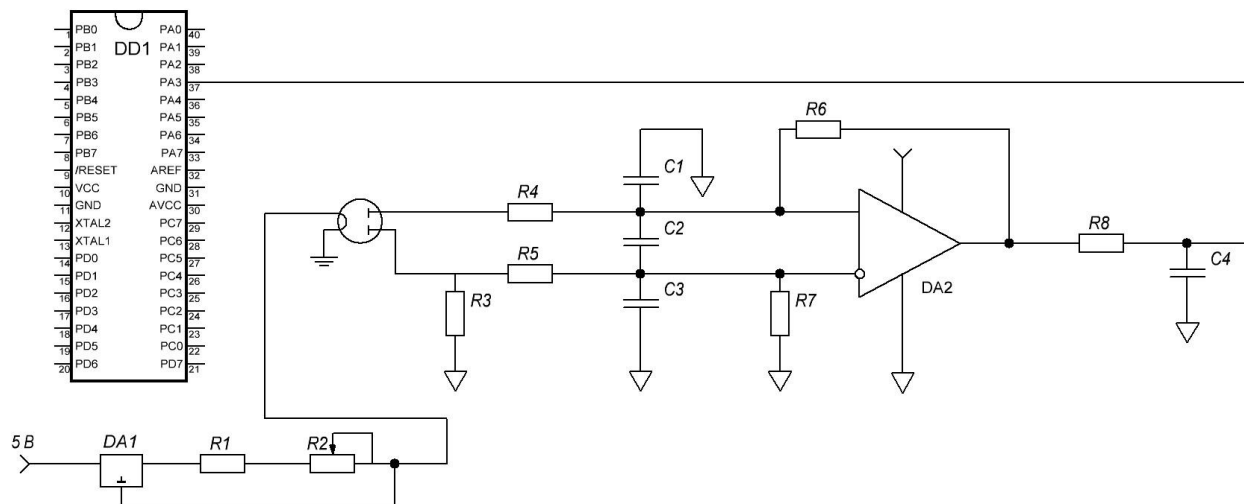 DD1
1 PB0 PA0 40
2 PB1 PA1 39
3 PB2 PA2 38
4 PB3 PA3 37
5 PB4 PA4 36
6 PB5 PA5 35
7 PB6 PA6 34
8 PB7 PA7 33
9 /RESET AREF 32
10 VCC GND 31
11 GND AVCC 30
12 XTAL2 PC7 29
13 XTAL1 PC6 28
14 PD0 PC5 27
15 PD1 PC4 26
16 PD2 PC3 25
17 PD3 PC2 24
18 PD4 PC1 23
19 PD5 PC0 22
20 PD6 PD7 21
R6
C1
R4
C2
R8
R5
C4
R3
C3
R7
DA2
5 В
DA1
R1
R2